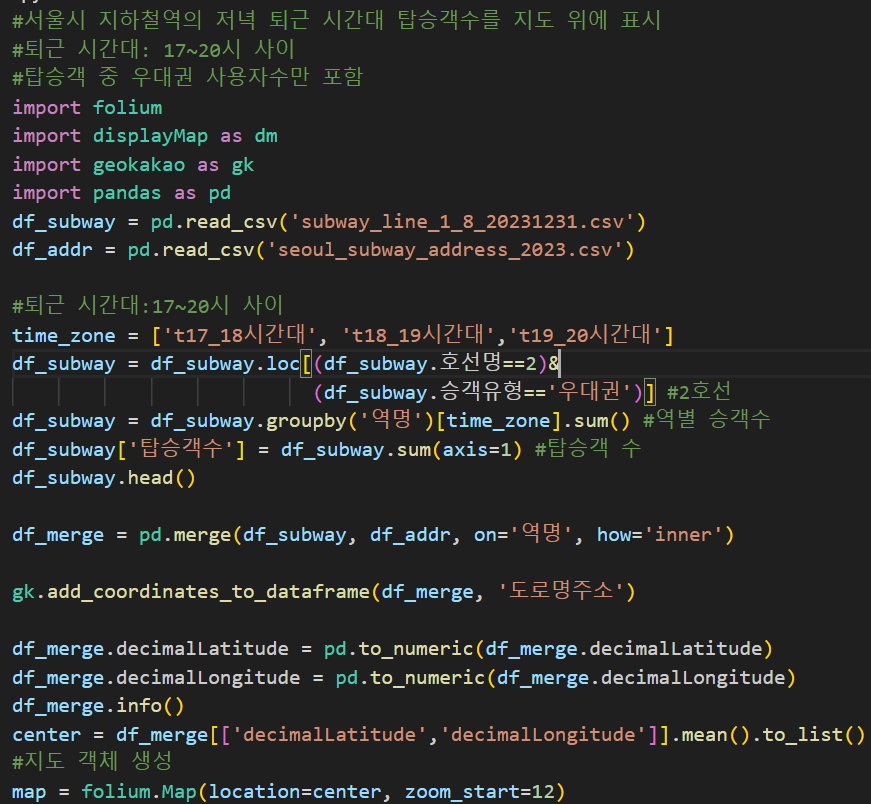 #서울시 지하철역의 저녁 퇴근 시간대 탑승객수를 지도 위에 표시
#퇴근 시간대: 17~20시 사이
#탑승객 중 우대권 사용자수만 포함
import folium
import displayMap as dm
import geokakao as gk
import pandas as pd
df_subway = pd.read_csv('subway_line_1_8_20231231.csv')
df_addr = pd.read_csv('seoul_subway_address_2023.csv')
#퇴근 시간대:17~20시 사이
time_zone = ['t17_18시간대', 't18_19시간대','t19_20시간대']
df_subway = df_subway.loc[(df_subway.호선명==2)&
(df_subway.승객유형=='우대권')] #2호선
df_subway = df_subway.groupby('역명')[time_zone].sum() #역별 승객수
df_subway['탑승객수'] = df_subway.sum(axis=1) #탑승객 수
df_subway.head()
df_merge = pd.merge(df_subway, df_addr, on='역명', how='inner')
gk.add_coordinates_to_dataframe(df_merge, '도로명주소')
df_merge.decimalLatitude = pd.to_numeric(df_merge.decimalLatitude)
df_merge.decimalLongitude = pd.to_numeric(df_merge.decimalLongitude)
df_merge.info()
center = df_merge[['decimalLatitude','decimalLongitude']].mean().to_list()
#지도 객체 생성
map = folium.Map(location=center, zoom_start=12)